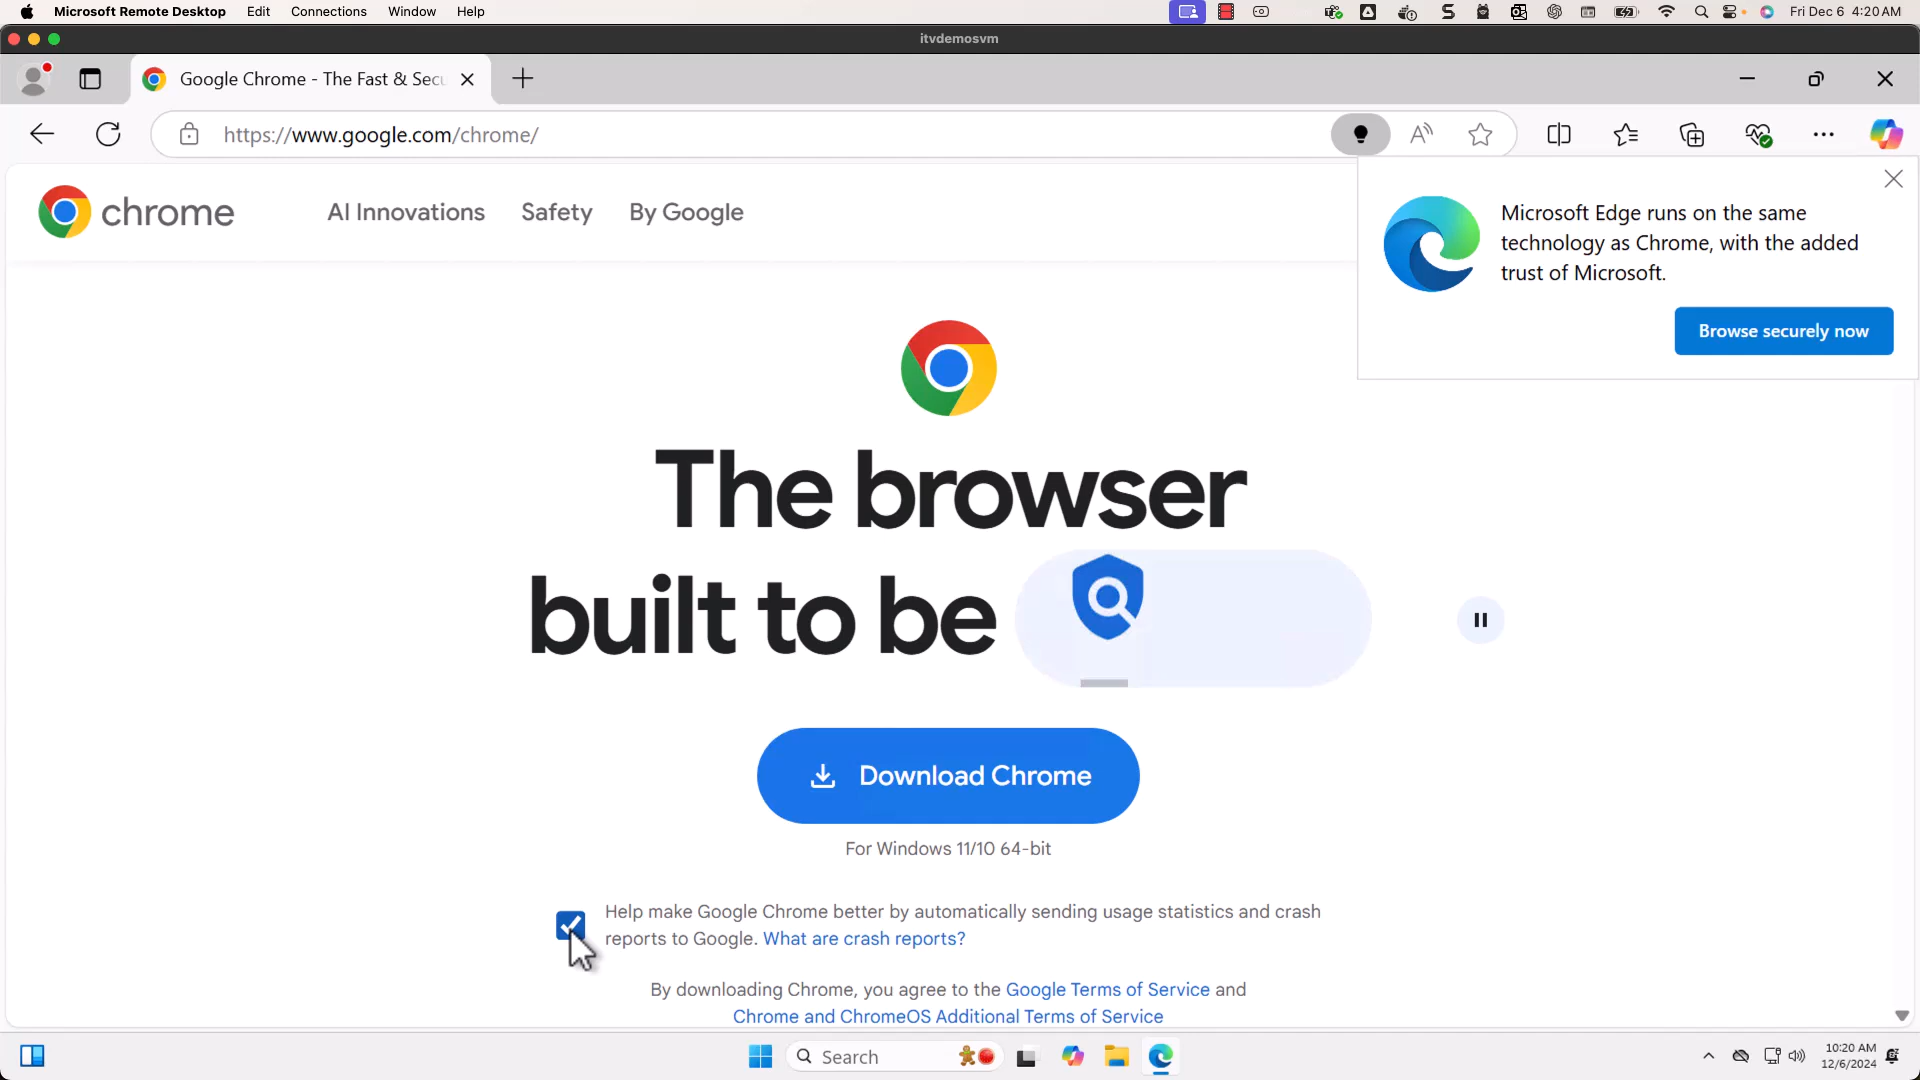 Microsoft Remote Desktop Edit Connections Window Help Fri Dec 6 4:20 AM
itvdemosvm
Google Chrome - The Fast & Secu
https://www.google.com/chrome/
chrome AI Innovations Safety By Google
Microsoft Edge runs on the same
technology as Chrome, with the added
trust of Microsoft.
Browse securely now
The browser
built to be
Download Chrome
For Windows 11/10 64-bit
Help make Google Chrome better by automatically sending usage statistics and crash
reports to Google. What are crash reports?
By downloading Chrome, you agree to the Google Terms of Service and
Chrome and ChromeOS Additional Terms of Service
Search
10:20 AM
12/6/2024